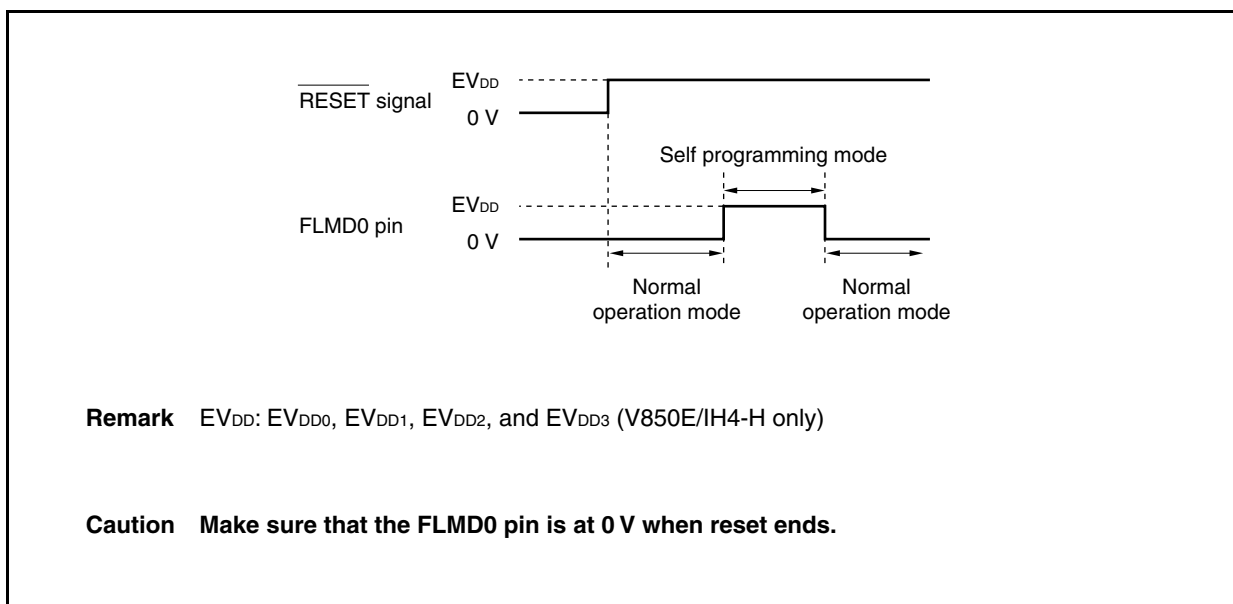 EVDD
RESET signal
0 V
Self programming mode
EVDD
FLMD0 pin
0 V
Normal operation mode
Normal operation mode
Remark EVDD: EVDD0, EVDD1, EVDD2, and EVDD3 (V850E/IH4-H only)
Caution Make sure that the FLMD0 pin is at 0 V when reset ends.